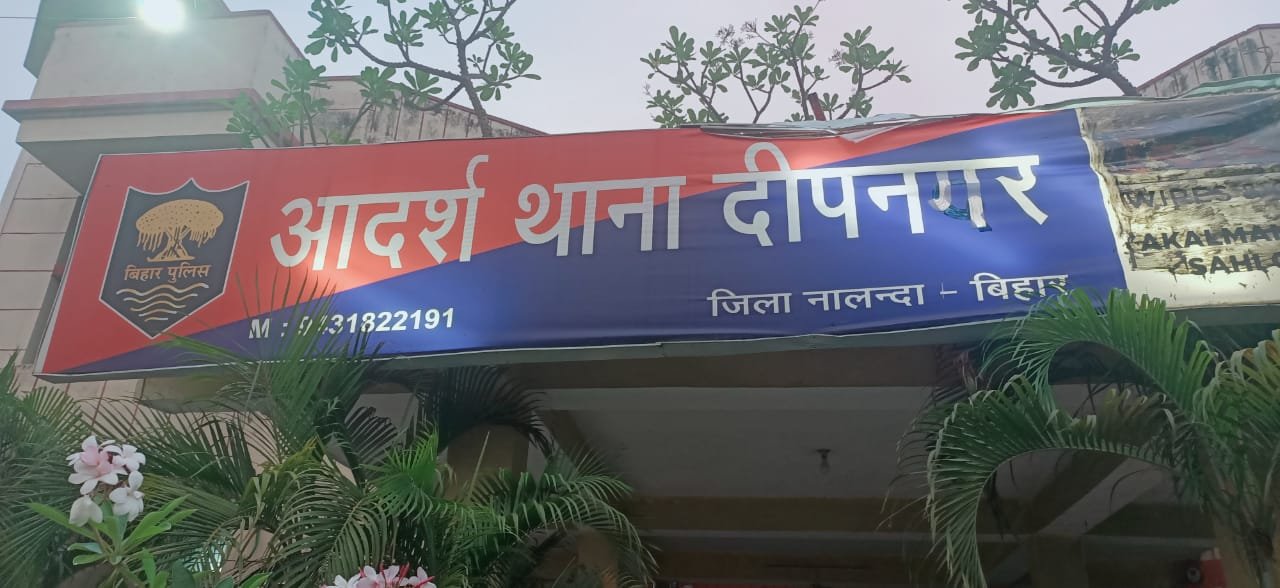 आदर्श थाना दीपनगर
बिहार पुलिस
M : 9431822191
जिला नालन्दा - बिहार